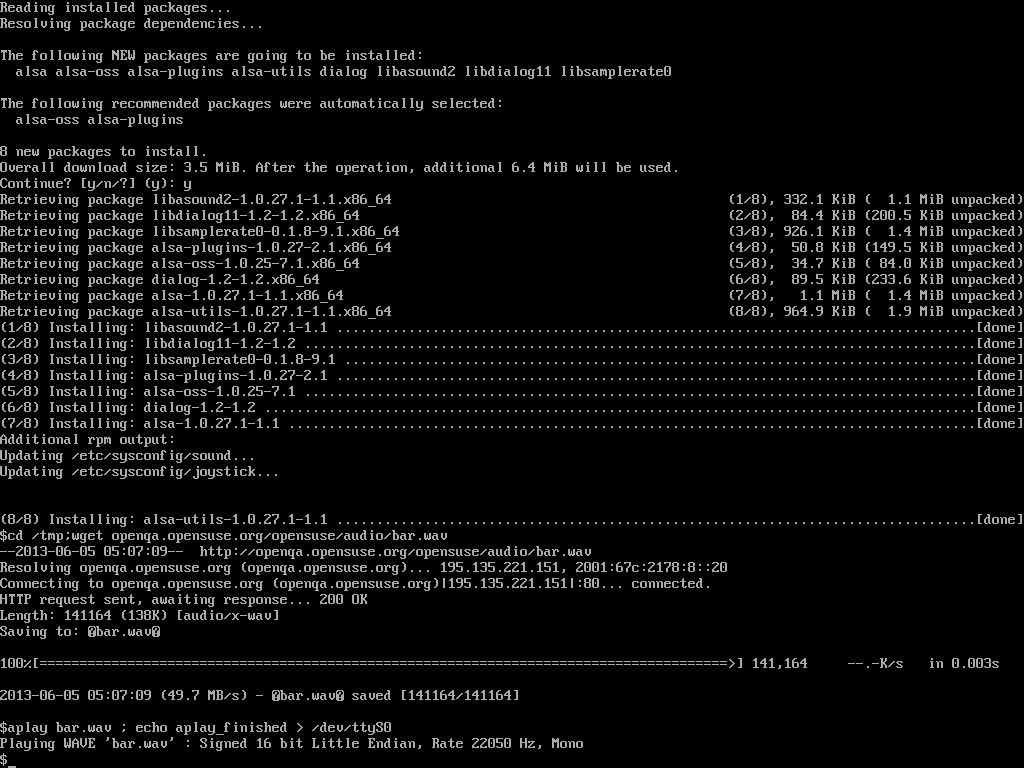 Reading installed packages...
Resolving package dependencies...
The following NEW packages are going to be installed:
  alsa alsa-oss alsa-plugins alsa-utils dialog libasound2 libdialog11 libsamplerate0
The following recommended packages were automatically selected:
  alsa-oss alsa-plugins
8 new packages to install.
Overall download size: 3.5 MiB. After the operation, additional 6.4 MiB will be used.
Continue? [y/n/?] (y): y
Retrieving package libasound2-1.0.27.1-1.1.x86_64 (1/8), 332.1 KiB (  1.1 MiB unpacked)
Retrieving package libdialog11-1.2-1.2.x86_64 (2/8),  84.4 KiB (200.5 KiB unpacked)
Retrieving package libsamplerate0-0.1.8-9.1.x86_64 (3/8), 926.1 KiB (  1.4 MiB unpacked)
Retrieving package alsa-plugins-1.0.27-2.1.x86_64 (4/8),  50.8 KiB (149.5 KiB unpacked)
Retrieving package alsa-oss-1.0.25-7.1.x86_64 (5/8),  34.7 KiB ( 84.0 KiB unpacked)
Retrieving package dialog-1.2-1.2.x86_64 (6/8),  89.5 KiB (233.6 KiB unpacked)
Retrieving package alsa-1.0.27.1-1.1.x86_64 (7/8),   1.1 MiB (  1.4 MiB unpacked)
Retrieving package alsa-utils-1.0.27.1-1.1.x86_64 (8/8), 964.9 KiB (  1.9 MiB unpacked)
(1/8) Installing: libasound2-1.0.27.1-1.1 ................................................................................[done]
(2/8) Installing: libdialog11-1.2-1.2 ....................................................................................[done]
(3/8) Installing: libsamplerate0-0.1.8-9.1 ...............................................................................[done]
(4/8) Installing: alsa-plugins-1.0.27-2.1 ................................................................................[done]
(5/8) Installing: alsa-oss-1.0.25-7.1 ....................................................................................[done]
(6/8) Installing: dialog-1.2-1.2 .........................................................................................[done]
(7/8) Installing: alsa-1.0.27.1-1.1 ......................................................................................[done]
Additional rpm output:
Updating /etc/sysconfig/sound...
Updating /etc/sysconfig/joystick...
(8/8) Installing: alsa-utils-1.0.27.1-1.1 ................................................................................[done]
$cd /tmp;wget openqa.opensuse.org/opensuse/audio/bar.wav
--2013-06-05 05:07:09--  http://openqa.opensuse.org/opensuse/audio/bar.wav
Resolving openqa.opensuse.org (openqa.opensuse.org)... 195.135.221.151, 2001:67c:2178:8::20
Connecting to openqa.opensuse.org (openqa.opensuse.org)|195.135.221.151|:80... connected.
HTTP request sent, awaiting response... 200 OK
Length: 141164 (138K) [audio/x-wav]
Saving to: @bar.wav@
100%[======================================================================================>] 141,164     --.-K/s   in 0.003s
2013-06-05 05:07:09 (49.7 MB/s) - @bar.wav@ saved [141164/141164]
$aplay bar.wav ; echo aplay_finished > /dev/ttyS0
Playing WAVE 'bar.wav' : Signed 16 bit Little Endian, Rate 22050 Hz, Mono
$_